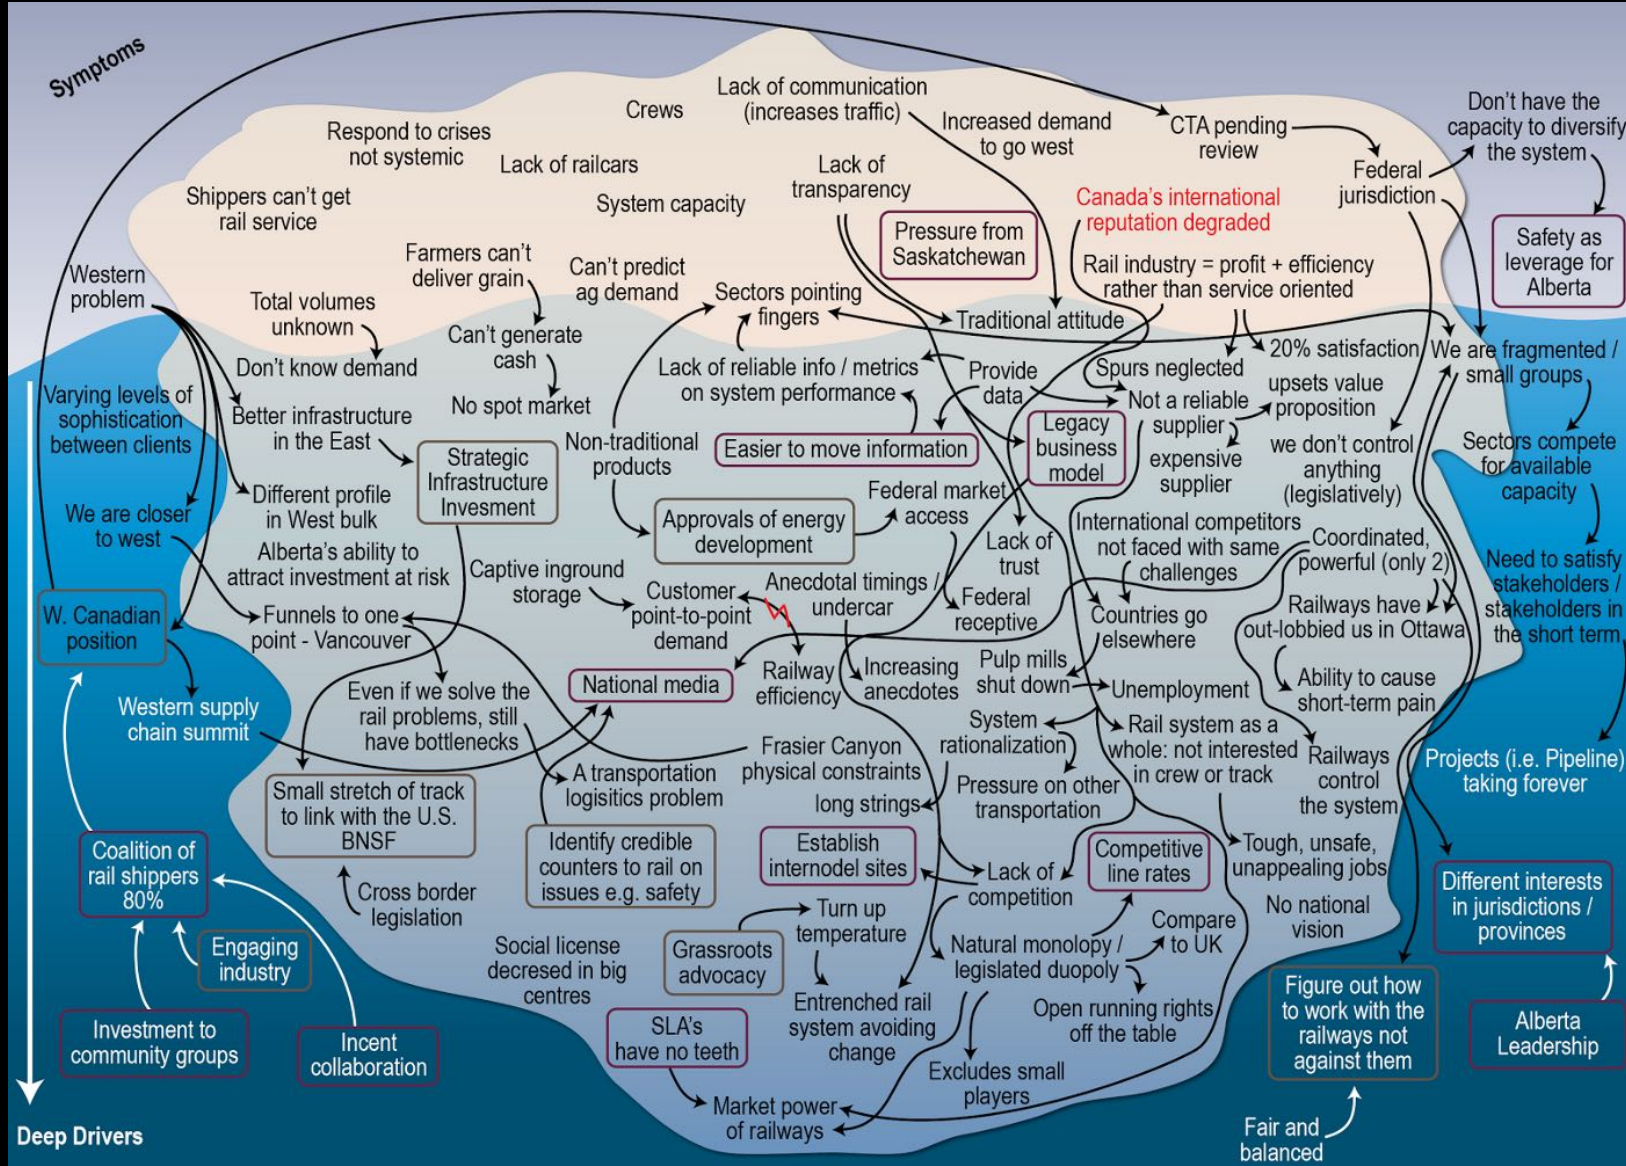 Symptoms
Lack of communication
(increases traffic)
Crews
Respond to crises
not systemic
Lack of railcars
Increased demand
to go west
CTA pending
review
Don't have the
capacity to diversify
the system
Lack of
transparency
Federal
jurisdiction
Shippers can't get
rail service
System capacity
Canada's international
reputation degraded
Pressure from
Saskatchewan
Safety as
leverage for
Alberta
Western
problem
Farmers can't
deliver grain
Can't predict
ag demand
Rail industry = profit + efficiency
rather than service oriented
Total volumes
unknown
Sectors pointing
fingers
Traditional attitude
Can't generate
cash
Don't know demand
Lack of reliable info / metrics
on system performance
Provide
data
Spurs neglected
20% satisfaction
We are fragmented /
small groups
Varying levels of
sophistication
between clients
Better infrastructure
in the East
No spot market
Not a reliable
supplier
upsets value
proposition
Non-traditional
products
Easier to move information
Legacy
business
model
expensive
supplier
we don't control
anything
(legislatively)
Sectors compete
for available
capacity
Strategic
Infrastructure
Invesment
Different profile
in West bulk
We are closer
to west
Federal market
access
Approvals of energy
development
Lack of
trust
International competitors
not faced with same
challenges
Coordinated,
powerful (only 2)
Need to satisfy
stakeholders /
stakeholders in
the short term
Alberta's ability to
attract investment at risk
Captive inground
storage
Customer
point-to-point
demand
Anecdotal timings /
undercar
Federal
receptive
Countries go
elsewhere
Railways have
out-lobbied us in Ottawa
W. Canadian
position
Funnels to one
point - Vancouver
National media
Railway
efficiency
Increasing
anecdotes
Pulp mills
shut down
Unemployment
Ability to cause
short-term pain
Western supply
chain summit
Even if we solve the
rail problems, still
have bottlenecks
System
rationalization
Rail system as a
whole: not interested
in crew or track
Railways
control
the system
Projects (i.e. Pipeline)
taking forever
Frasier Canyon
physical constraints
A transportation
logisitics problem
long strings
Pressure on other
transportation
Small stretch of track
to link with the U.S.
BNSF
Identify credible
counters to rail on
issues e.g. safety
Establish
internodel sites
Lack of
competition
Competitive
line rates
Tough, unsafe,
unappealing jobs
Coalition of
rail shippers
80%
Cross border
legislation
Different interests
in jurisdictions /
provinces
No national
vision
Turn up
temperature
Compare
to UK
Engaging
industry
Social license
decresed in big
centres
Grassroots
advocacy
Natural monolopy /
legislated duopoly
Entrenched rail
system avoiding
change
Open running rights
off the table
Figure out how
to work with the
railways not
against them
Investment to
community groups
Incent
collaboration
SLA's
have no teeth
Alberta
Leadership
Excludes small
players
Market power
of railways
Fair and
balanced
Deep Drivers